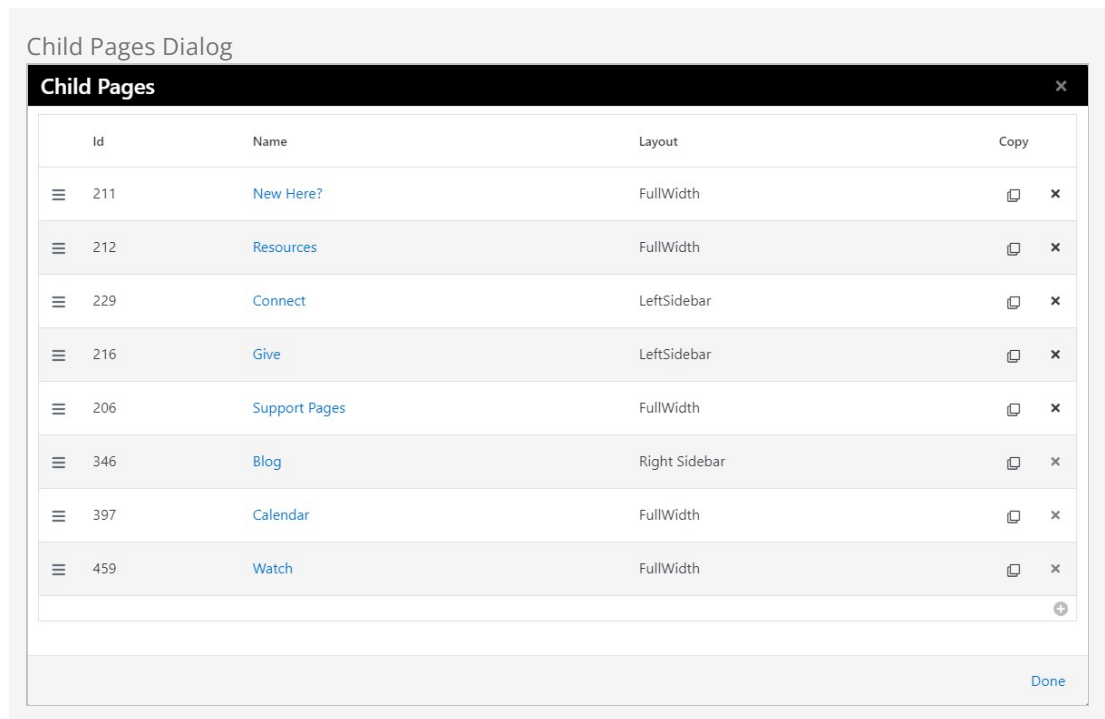 Child Pages Dialog
Child Pages
Id Name Layout Copy
211 New Here? FullWidth
212 Resources FullWidth
229 Connect LeftSidebar
216 Give LeftSidebar
206 Support Pages FullWidth
346 Blog Right Sidebar
397 Calendar FullWidth
459 Watch FullWidth
Done